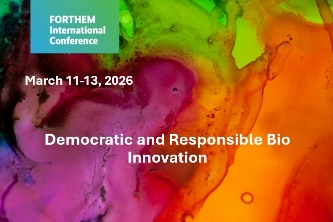 FORTHEM
International
Conference
March 11-13, 2026
Democratic and Responsible Bio
Innovation